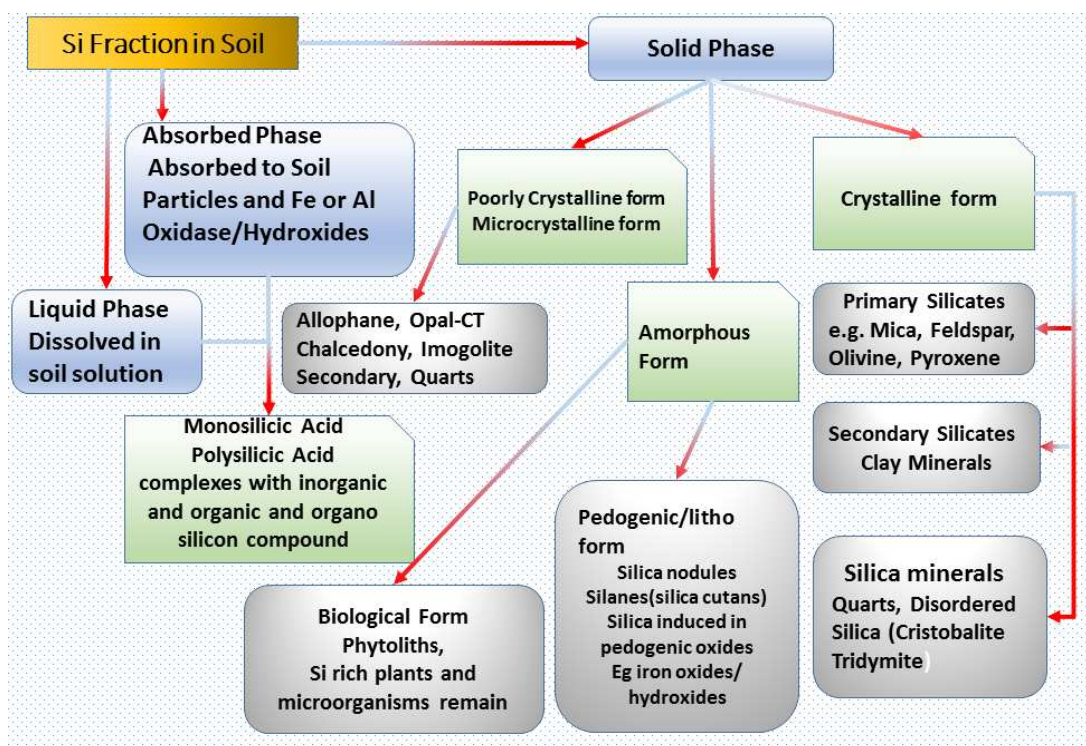 Si Fraction in Soil
Solid Phase
Absorbed Phase
Absorbed to Soil
Particles and Fe or Al
Oxidase/Hydroxides
Poorly Crystalline form
Microcrystalline form
Crystalline form
Liquid Phase
Dissolved in
soil solution
Allophane, Opal-CT
Chalcedony, Imogolite
Secondary, Quarts
Amorphous
Form
Primary Silicates
e.g. Mica, Feldspar,
Olivine, Pyroxene
Monosilicic Acid
Polysilicic Acid
complexes with inorganic
and organic and organo
silicon compound
Secondary Silicates
Clay Minerals
Pedogenic/litho
form
Silica nodules
Silanes(silica cutans)
Silica induced in
pedogenic oxides
Eg iron oxides/
hydroxides
Silica minerals
Quarts, Disordered
Silica (Cristobalite
Tridymite)
Biological Form
Phytoliths,
Si rich plants and
microorganisms remain